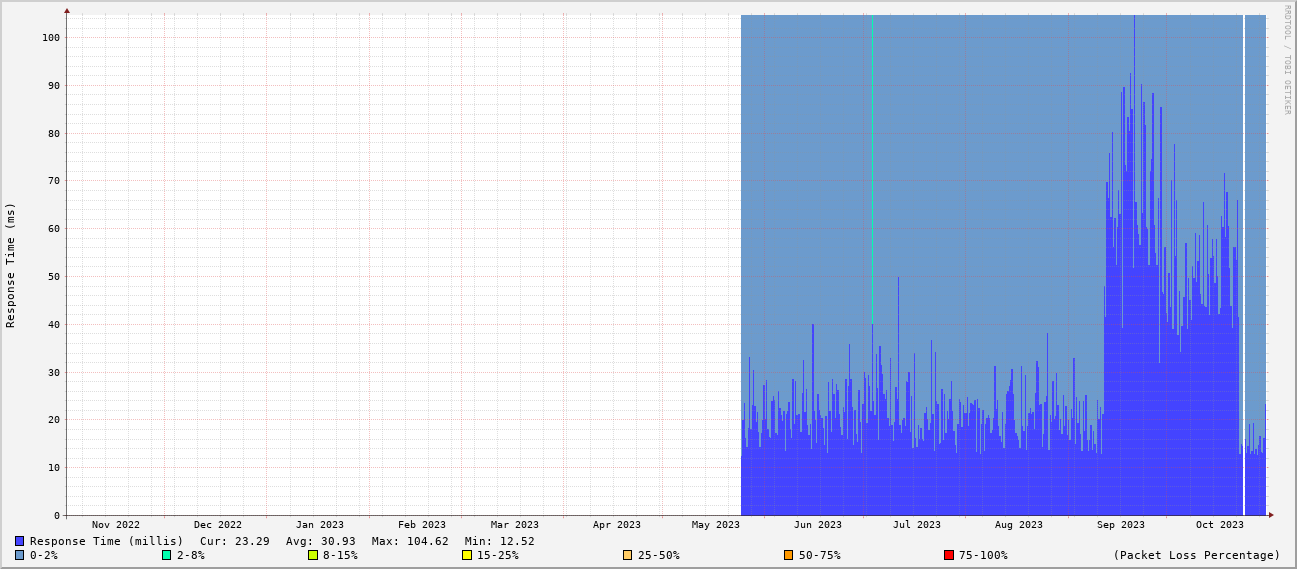 RRDTOOL / TOBI OETIKER
Response Time (ms)
100
90
80
70
60
50
40
30
20
10
0
Nov 2022 Dec 2022 Jan 2023 Feb 2023 Mar 2023 Apr 2023 May 2023 Jun 2023 Jul 2023 Aug 2023 Sep 2023 Oct 2023
Response Time (millis) Cur: 23.29 Avg: 30.93 Max: 104.62 Min: 12.52
0-2% 2-8% 8-15% 15-25% 25-50% 50-75% 75-100% (Packet Loss Percentage)